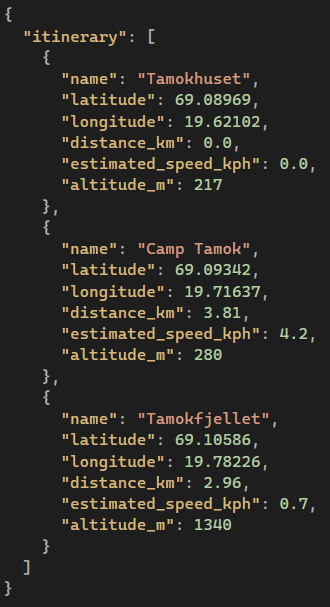 {
  "itinerary": [
    {
      "name": "Tamokhuset",
      "latitude": 69.08969,
      "longitude": 19.62102,
      "distance_km": 0.0,
      "estimated_speed_kph": 0.0,
      "altitude_m": 217
    },
    {
      "name": "Camp Tamok",
      "latitude": 69.09342,
      "longitude": 19.71637,
      "distance_km": 3.81,
      "estimated_speed_kph": 4.2,
      "altitude_m": 280
    },
    {
      "name": "Tamokfjellet",
      "latitude": 69.10586,
      "longitude": 19.78226,
      "distance_km": 2.96,
      "estimated_speed_kph": 0.7,
      "altitude_m": 1340
    }
  ]
}